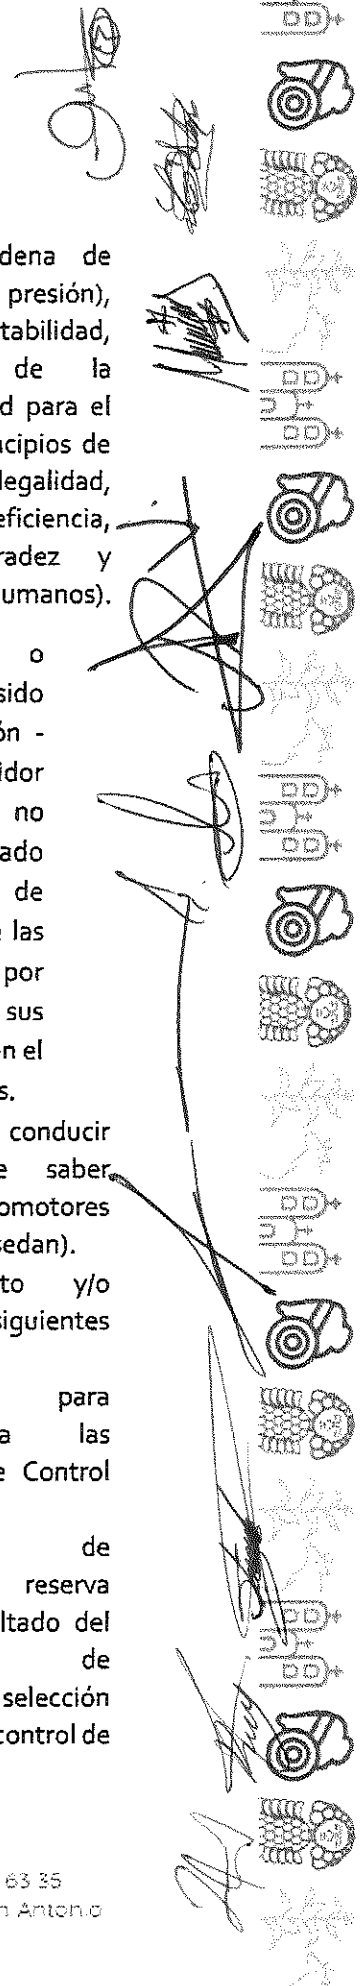 dena de
presión),
tabilidad,
de la
d para el
cipios de
legalidad,
eficiencia,
radez y
umanos).
o
sido
ón -
idor
no
ado
de
e las
por
sus
en el
s.
conducir
e saber
omotores
sedan).
to y/o
siguientes
para
a las
e Control
de
reserva
ltado del
de
selección
control de
63 35
n Antonio